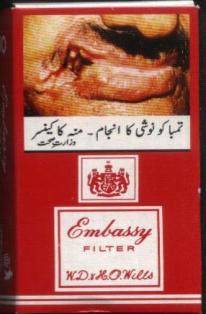 تمباکو نوشی کا انجام - منہ کا کینسر
وزارتِ صحت
Embassy
FILTER
W.D.& H.O.Wills